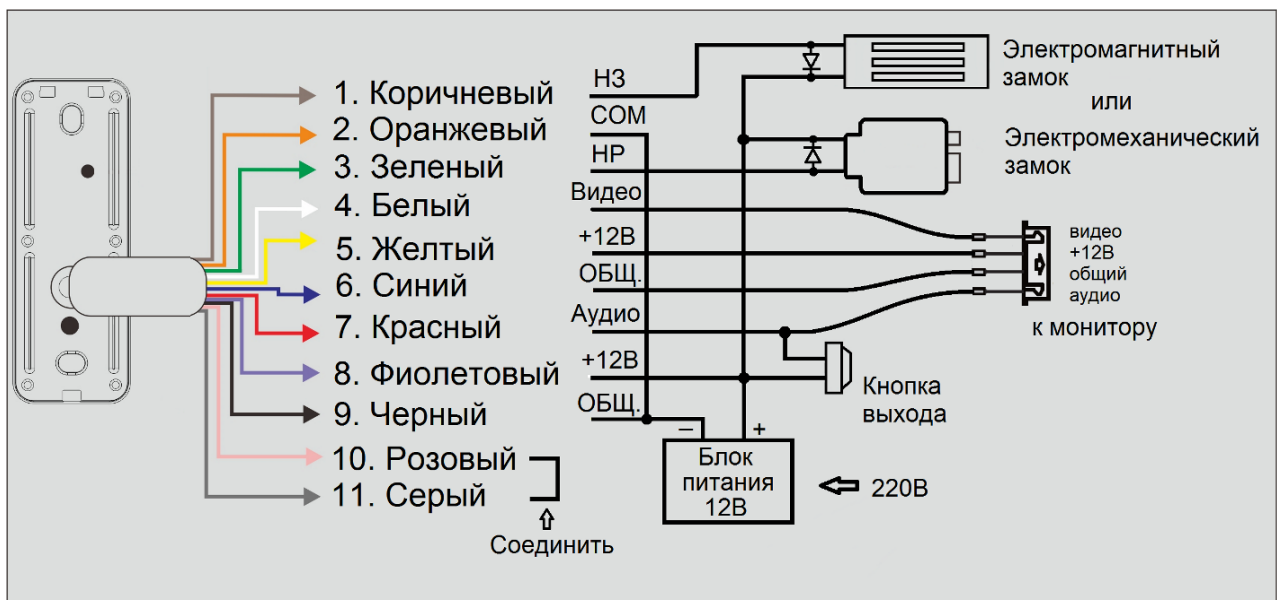 1. Коричневый
2. Оранжевый
3. Зеленый
4. Белый
5. Желтый
6. Синий
7. Красный
8. Фиолетовый
9. Черный
10. Розовый
11. Серый
Соединить
НЗ
COM
НР
Видео
+12В
ОБЩ.
Аудио
+12В
ОБЩ.
Электромагнитный
замок
или
Электромеханический
замок
видео
+12В
общий
аудио
к монитору
Кнопка
выхода
– +
Блок
питания
12В
220В